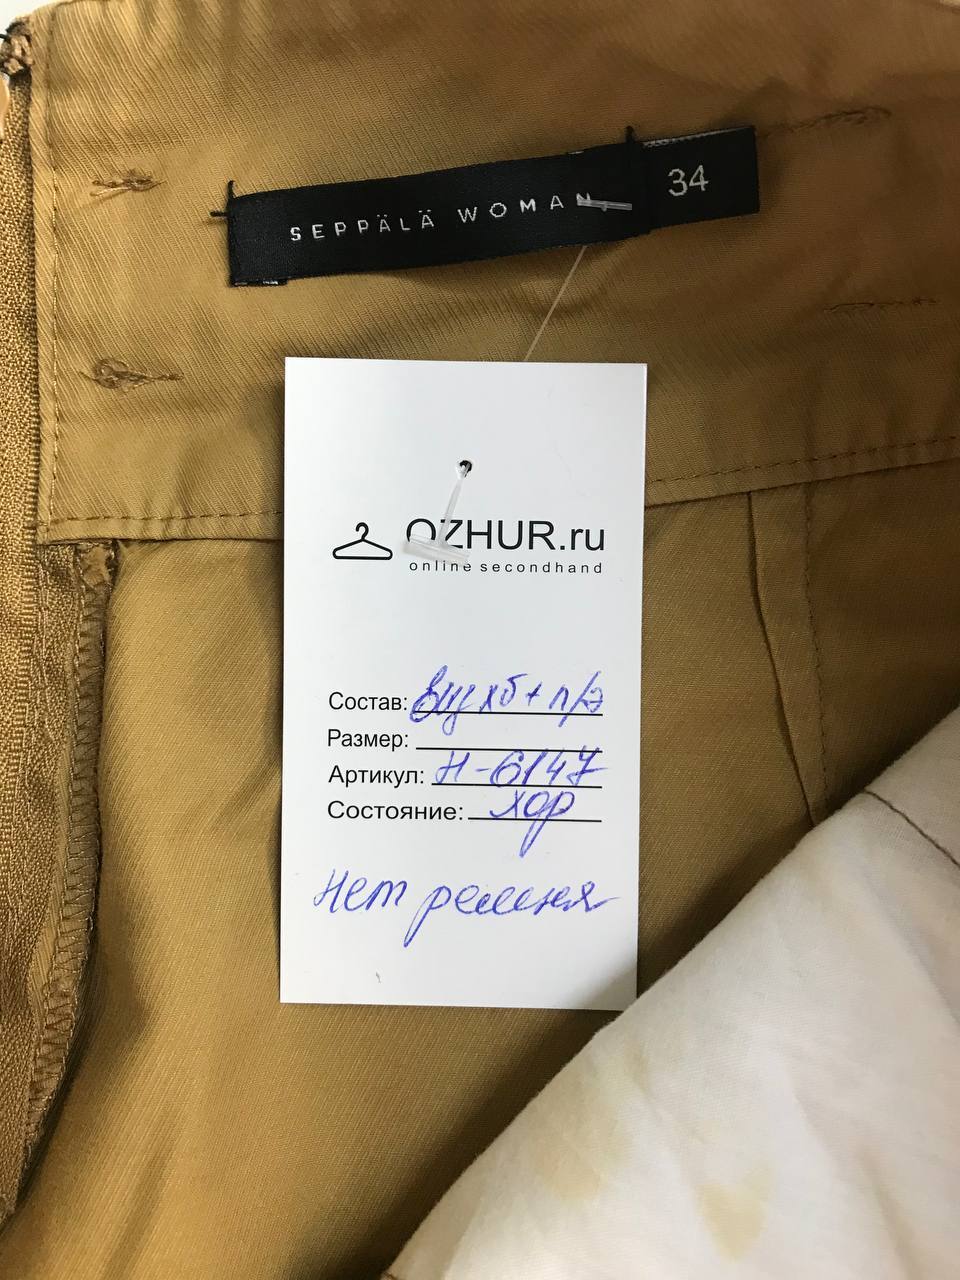 SEPPÄLÄ WOMAN 34
OZHUR.ru
online secondhand
Состав: хб + п/э
Размер:
Артикул: Н-6147
Состояние: хор
Нет ремня